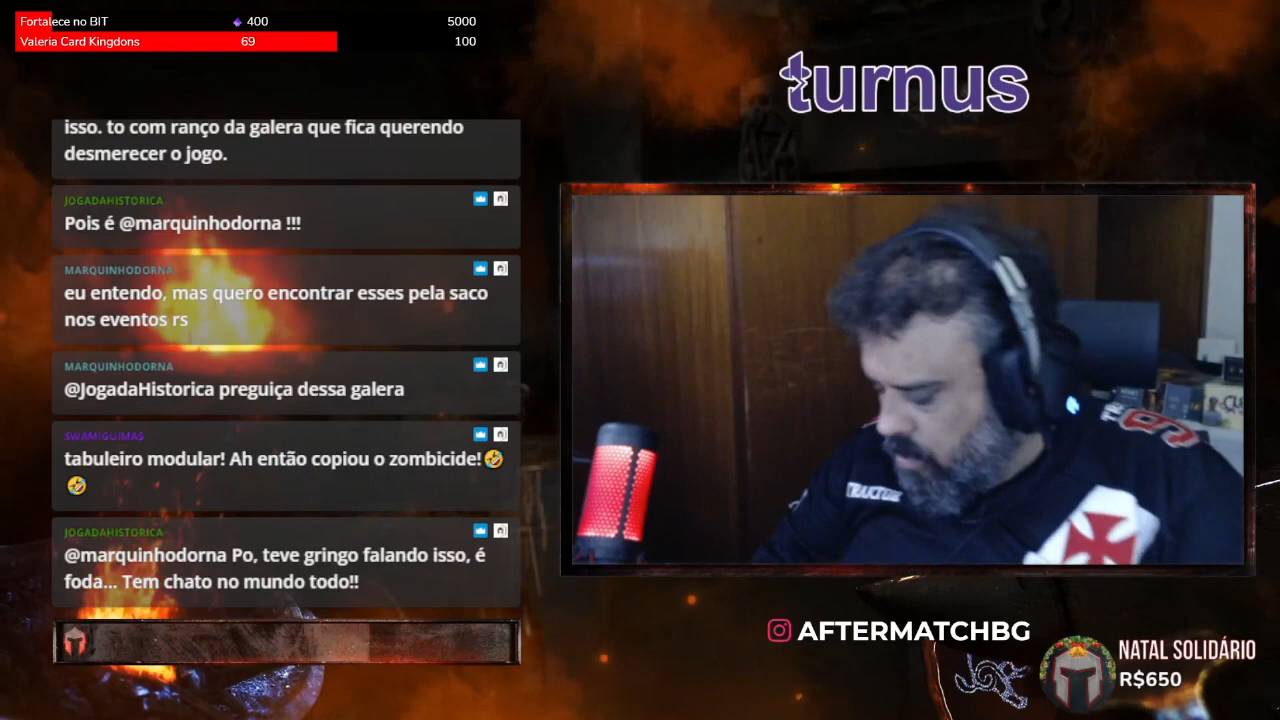 Fortalece no BIT 400 5000
Valeria Card Kingdons 69 100
turnus
isso. to com ranço da galera que fica querendo
desmerecer o jogo.
JOGADAHISTORICA
Pois é @marquinhodorna !!!
MARQUINHODORNA
eu entendo, mas quero encontrar esses pela saco
nos eventos rs
MARQUINHODORNA
@JogadaHistorica preguiça dessa galera
SWAMIGUIMAS
tabuleiro modular! Ah então copiou o zombicide!🤣
🤣
JOGADAHISTORICA
@marquinhodorna Po, teve gringo falando isso, é
foda... Tem chato no mundo todo!!
AFTERMATCHBG
NATAL SOLIDÁRIO
R$650